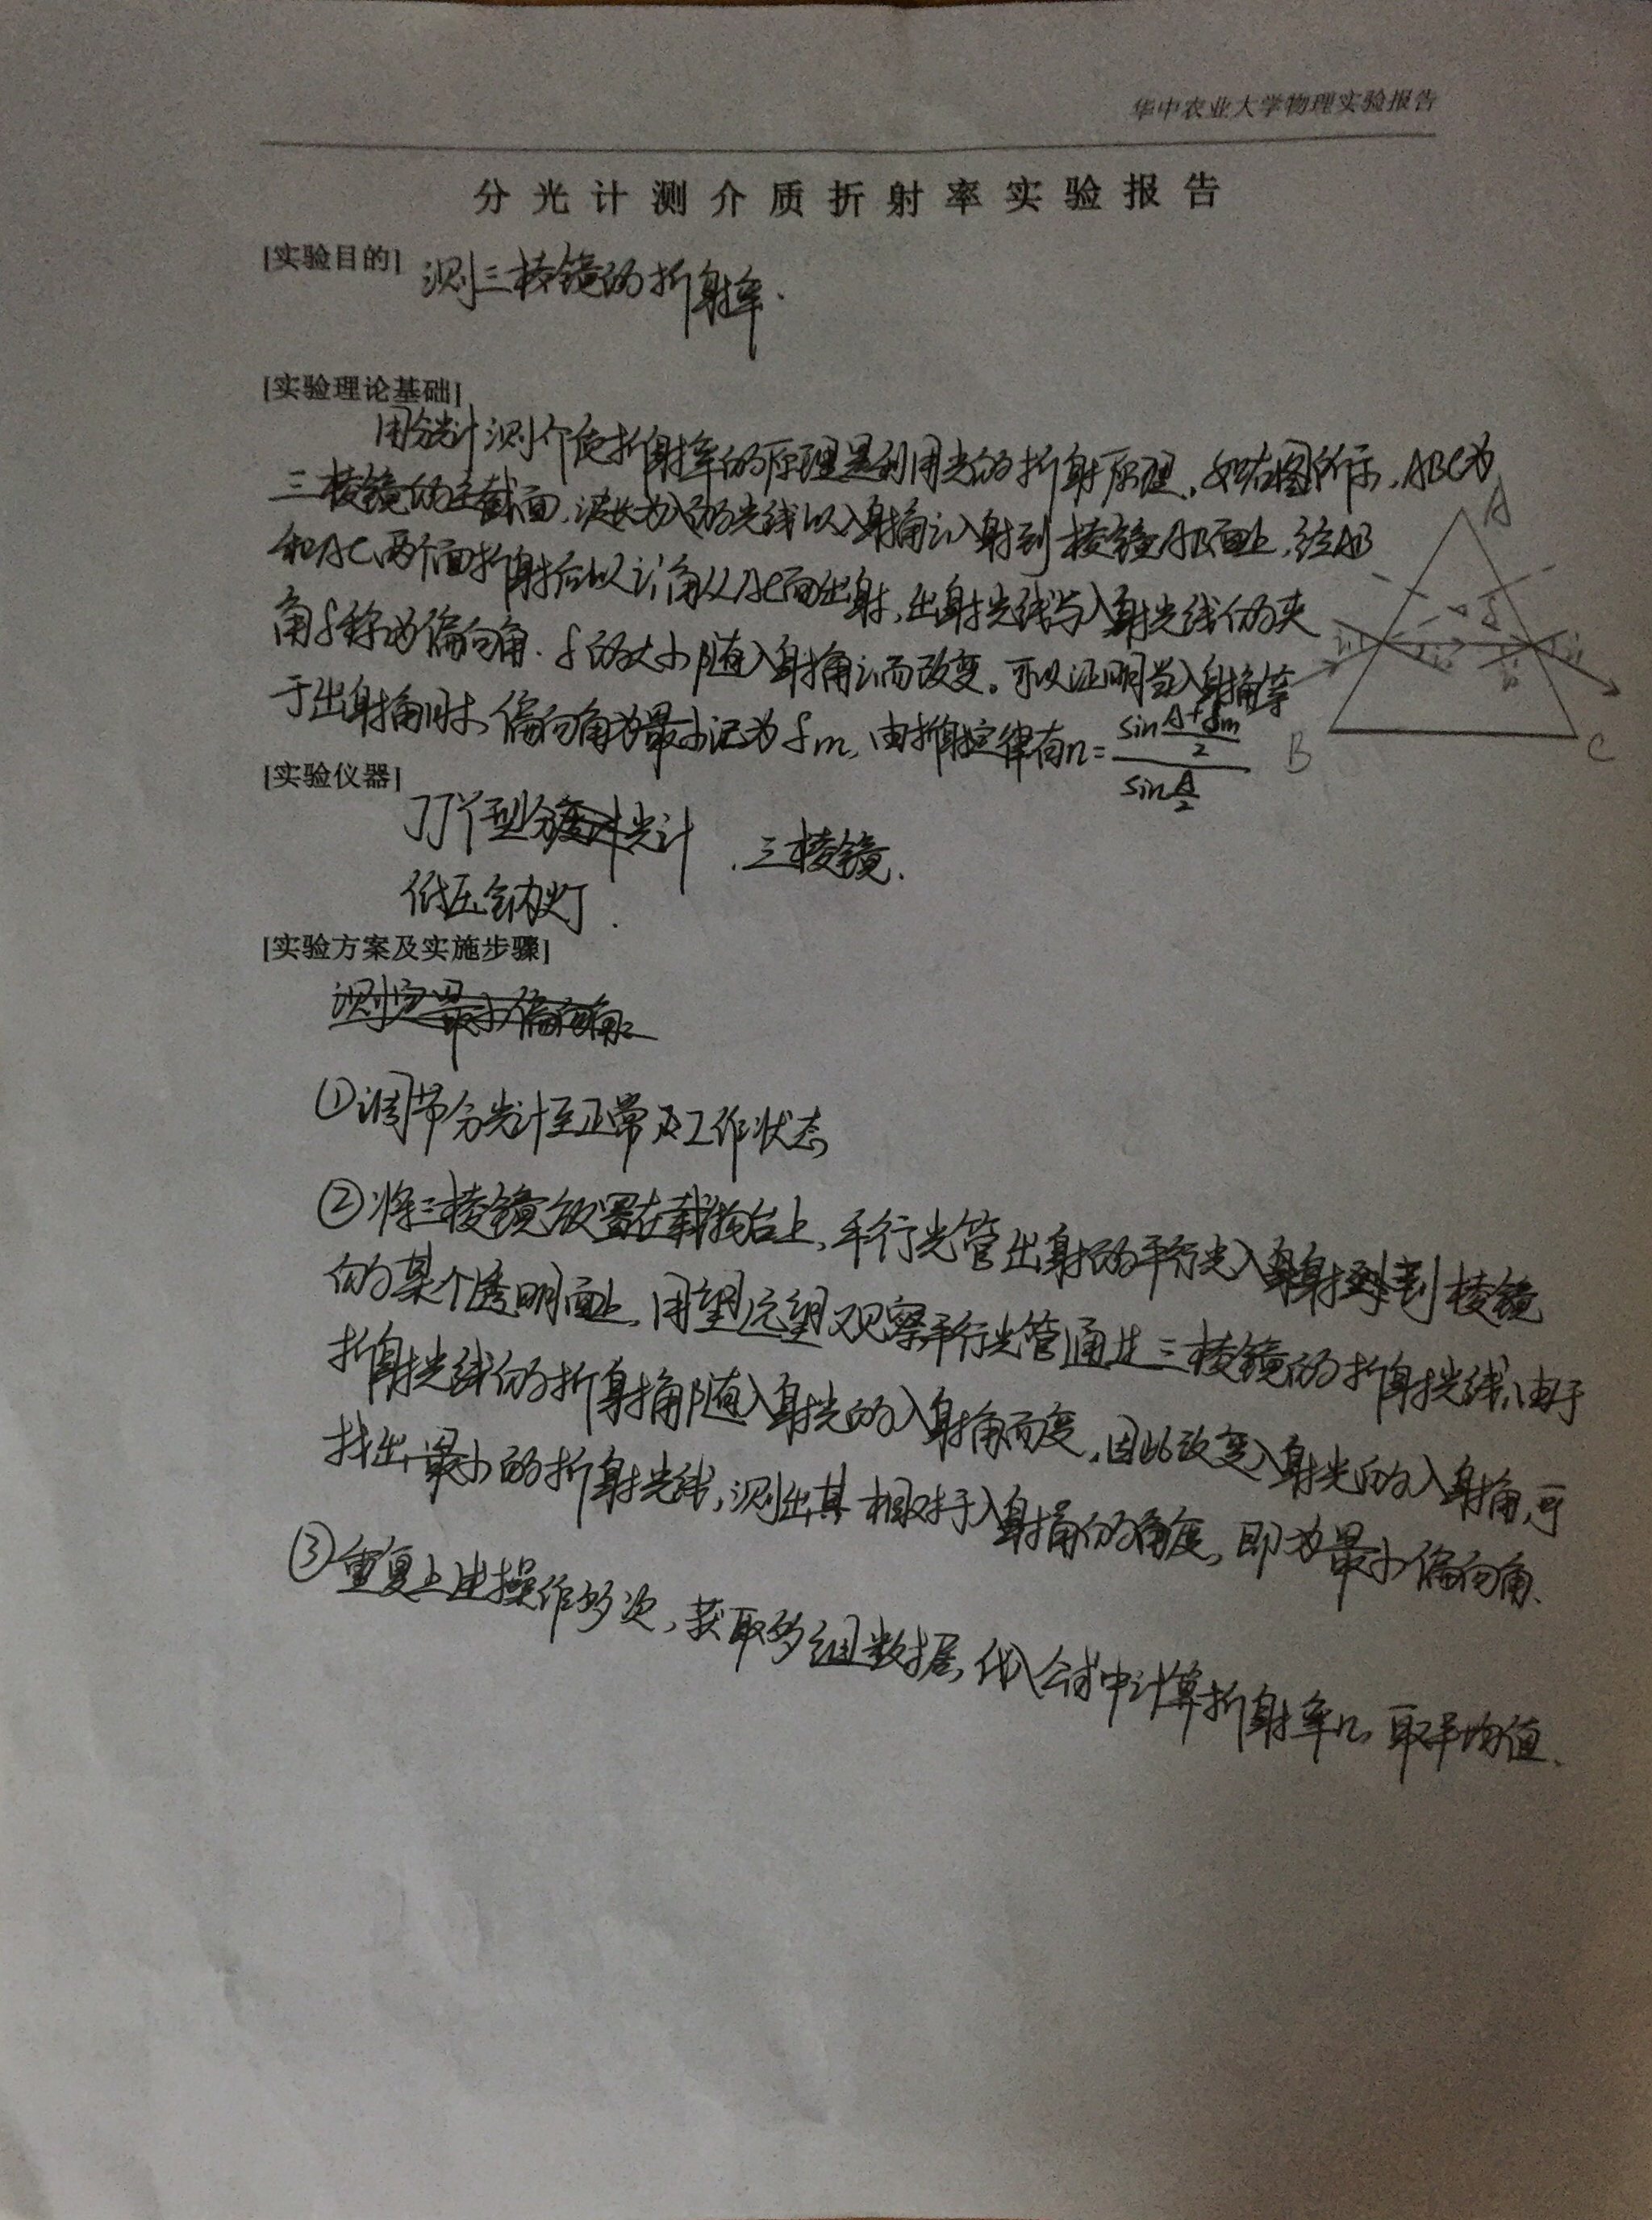 华中农业大学物理实验报告
分光计测介质折射率实验报告
[实验目的] 测三棱镜的折射率.
[实验理论基础]
用分光计测介质折射率的原理是利用光的折射原理. 如右图所示, ABC为
三棱镜的主截面, 波长为λ的光线以入射角i₁入射到棱镜AB面上, 经AB
和AC两个面折射后以i₁'角从AC面出射, 出射光线与入射光线的夹
角δ称为偏向角. δ的大小随入射角i₁而改变。可以证明当入射角等
于出射角时, 偏向角为最小记为δm, 由折射定律有n = sin((A+δm)/2) / sin(A/2)
A
B
C
[实验仪器]
JJY型分光计 . 三棱镜.
低压钠灯.
[实验方案及实施步骤]
测定最小偏向角
①调节分光计至正常工作状态
②将三棱镜放置在载物台上, 平行光管出射的平行光入射到棱镜
的某个透明面上, 用望远望观察平行光管通过三棱镜的折射光线, 由于
折射光线的折射角随入射光的入射角而变, 因此改变入射光的入射角, 可
找出最小的折射光线, 测出其相对于入射角的角度, 即为最小偏向角.
③重复上述操作多次, 获取多组数据, 代入公式中计算折射率n, 取平均值.